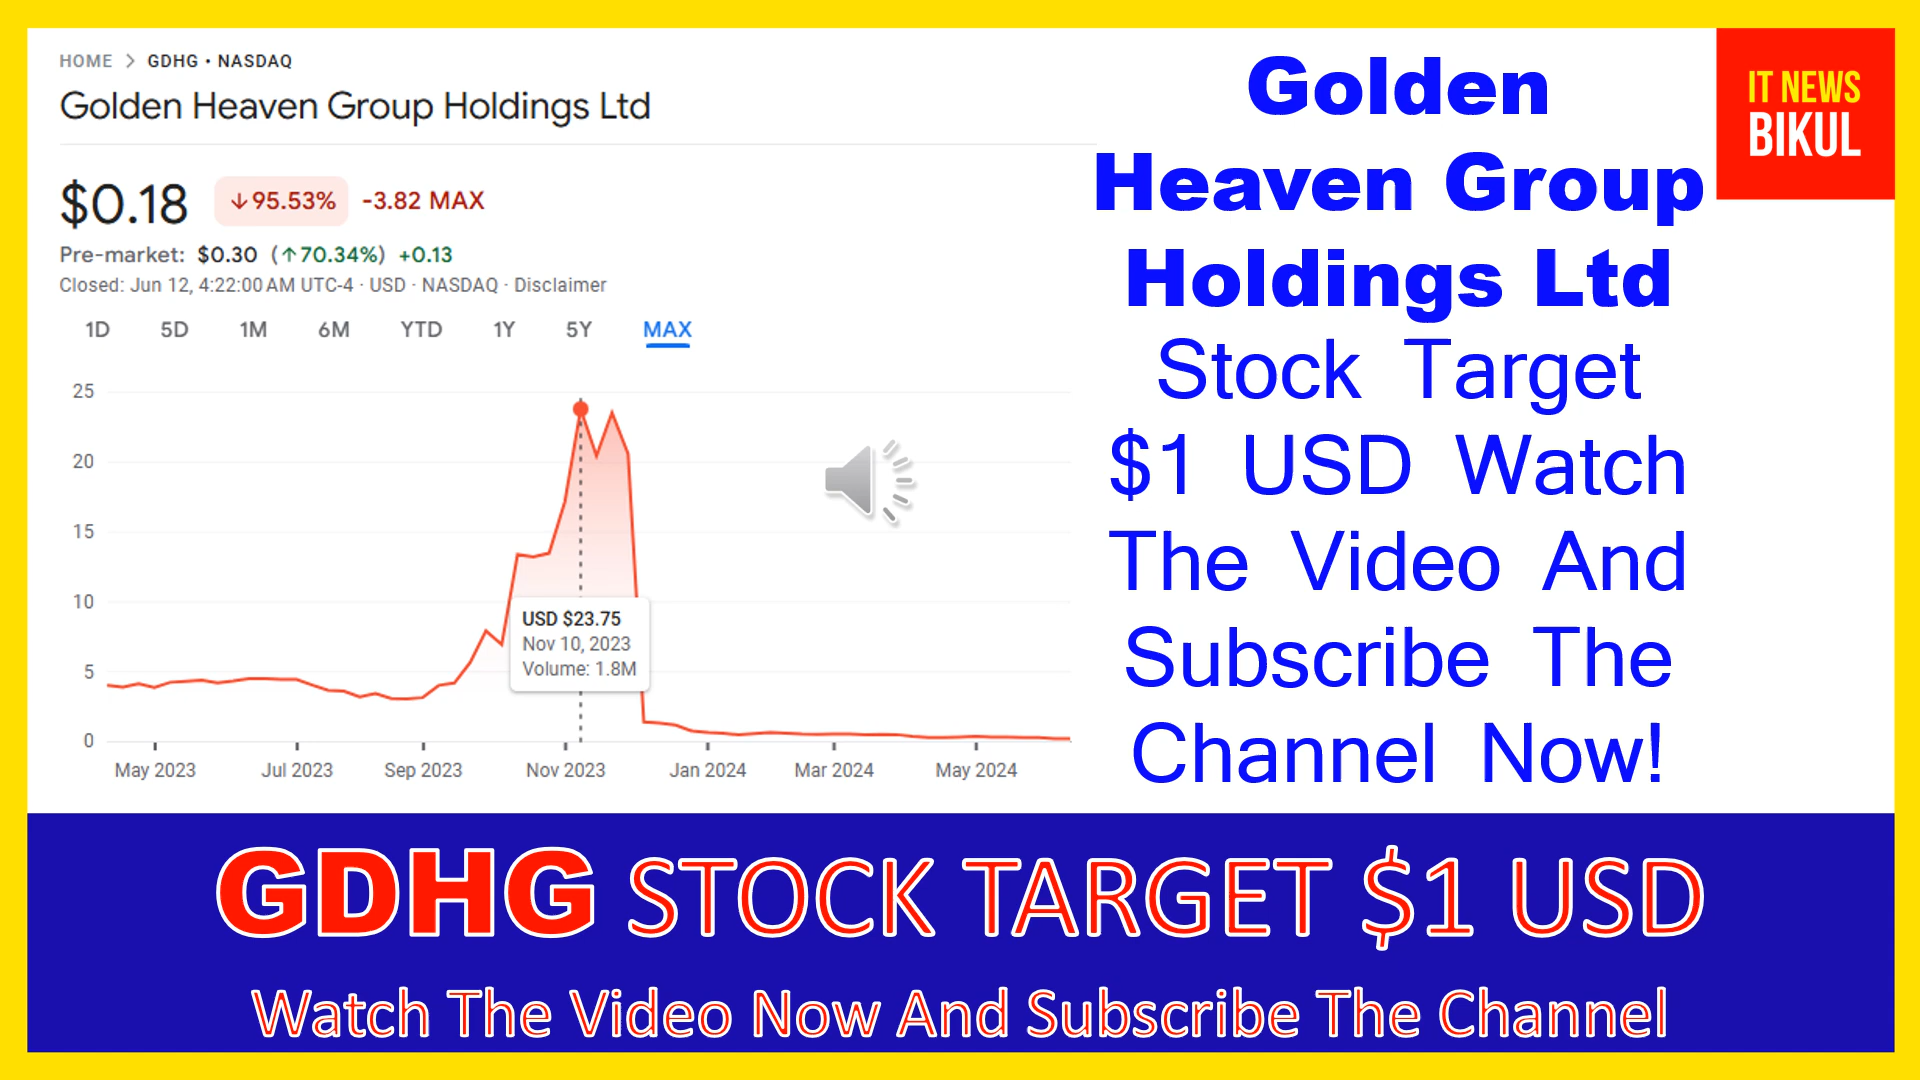 HOME > GDHG • NASDAQ
Golden Heaven Group Holdings Ltd
$0.18 ↓95.53% -3.82 MAX
Pre-market: $0.30 (↑70.34%) +0.13
Closed: Jun 12, 4:22:00 AM UTC-4 · USD · NASDAQ · Disclaimer
1D 5D 1M 6M YTD 1Y 5Y MAX
25
20
15
10
5
0
USD $23.75
Nov 10, 2023
Volume: 1.8M
May 2023 Jul 2023 Sep 2023 Nov 2023 Jan 2024 Mar 2024 May 2024
Golden
Heaven Group
Holdings Ltd
Stock Target
$1 USD Watch
The Video And
Subscribe The
Channel Now!
IT NEWS
BIKUL
GDHG STOCK TARGET $1 USD
Watch The Video Now And Subscribe The Channel